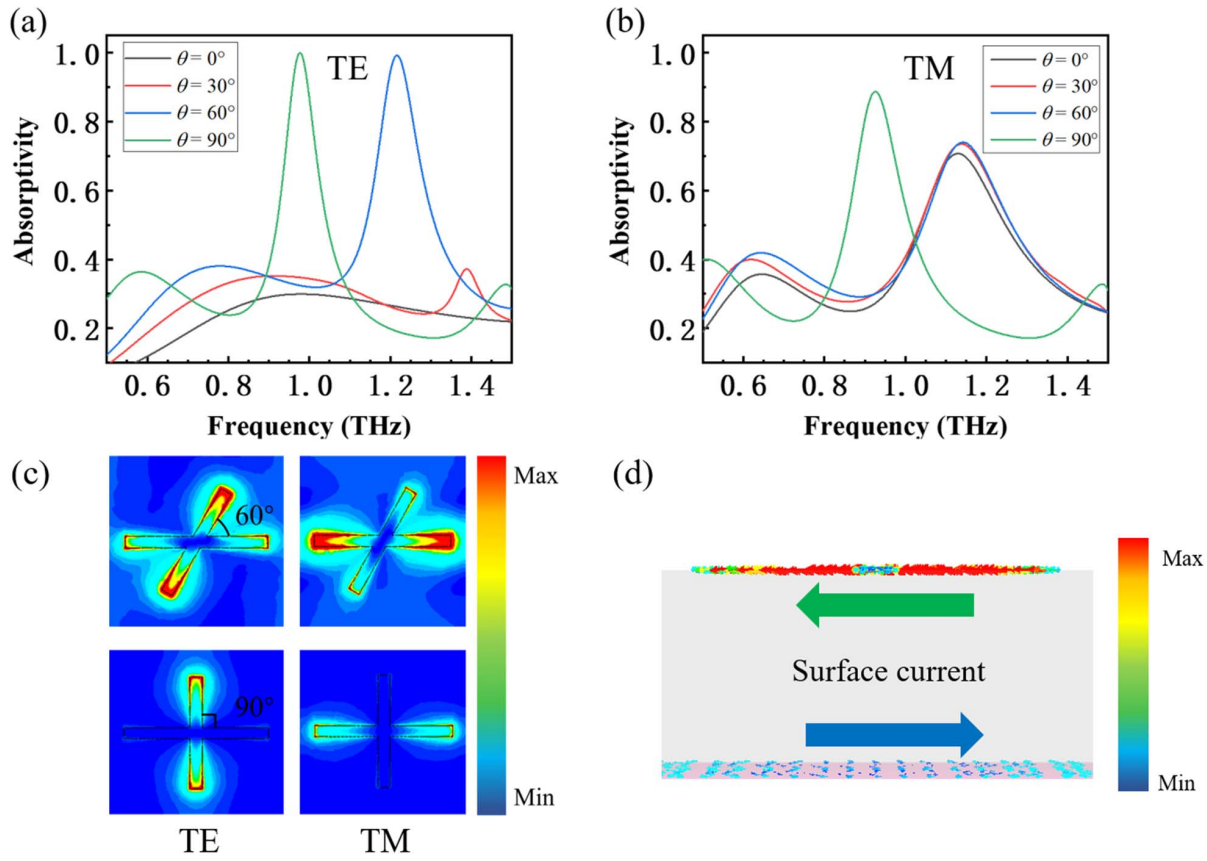 (a)
θ = 0°
θ = 30°
θ = 60°
θ = 90°
TE
Absorptivity
1.0
0.8
0.6
0.4
0.2
0.6 0.8 1.0 1.2 1.4
Frequency (THz)
(b)
TM
θ = 0°
θ = 30°
θ = 60°
θ = 90°
Absorptivity
1.0
0.8
0.6
0.4
0.2
0.6 0.8 1.0 1.2 1.4
Frequency (THz)
(c)
60°
90°
TE TM
Max
Min
(d)
Surface current
Max
Min